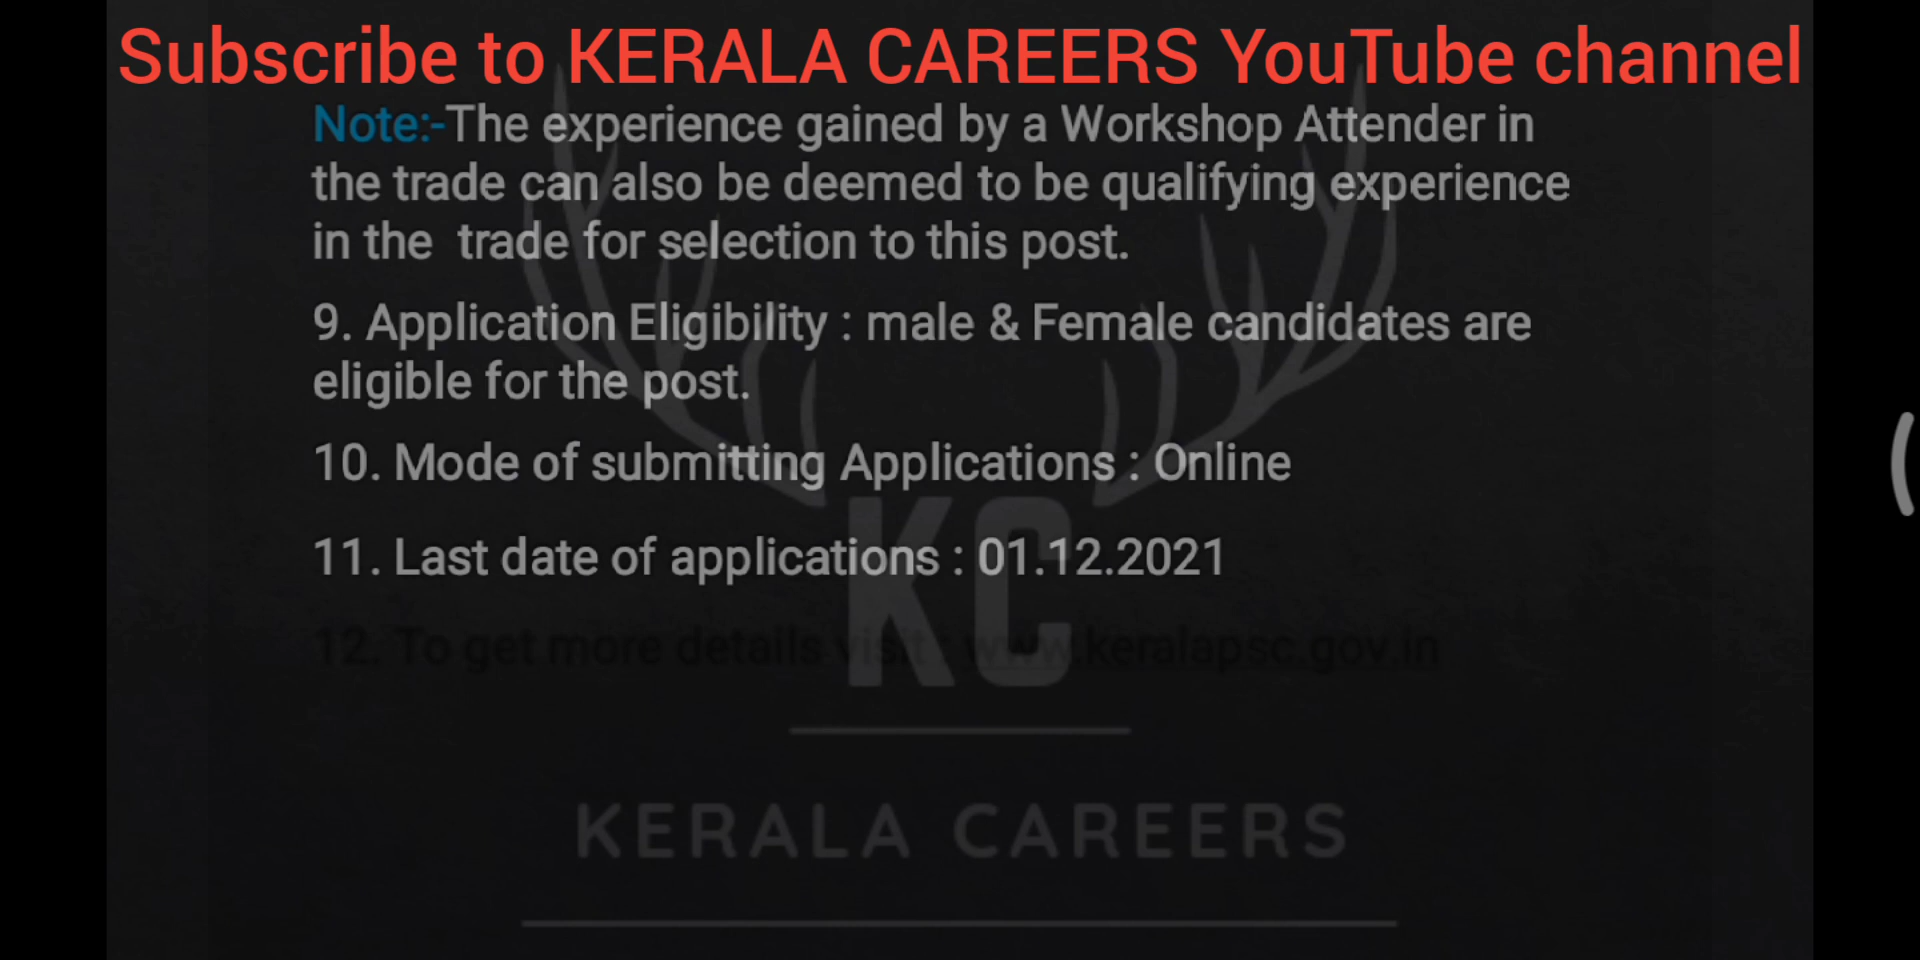 Subscribe to KERALA CAREERS YouTube channel
Note:-The experience gained by a Workshop Attender in
the trade can also be deemed to be qualifying experience
in the  trade for selection to this post.
9. Application Eligibility : male & Female candidates are
eligible for the post.
10. Mode of submitting Applications : Online
11. Last date of applications : 01.12.2021
12. To get more details visit : www.keralapsc.gov.in
KC
KERALA CAREERS